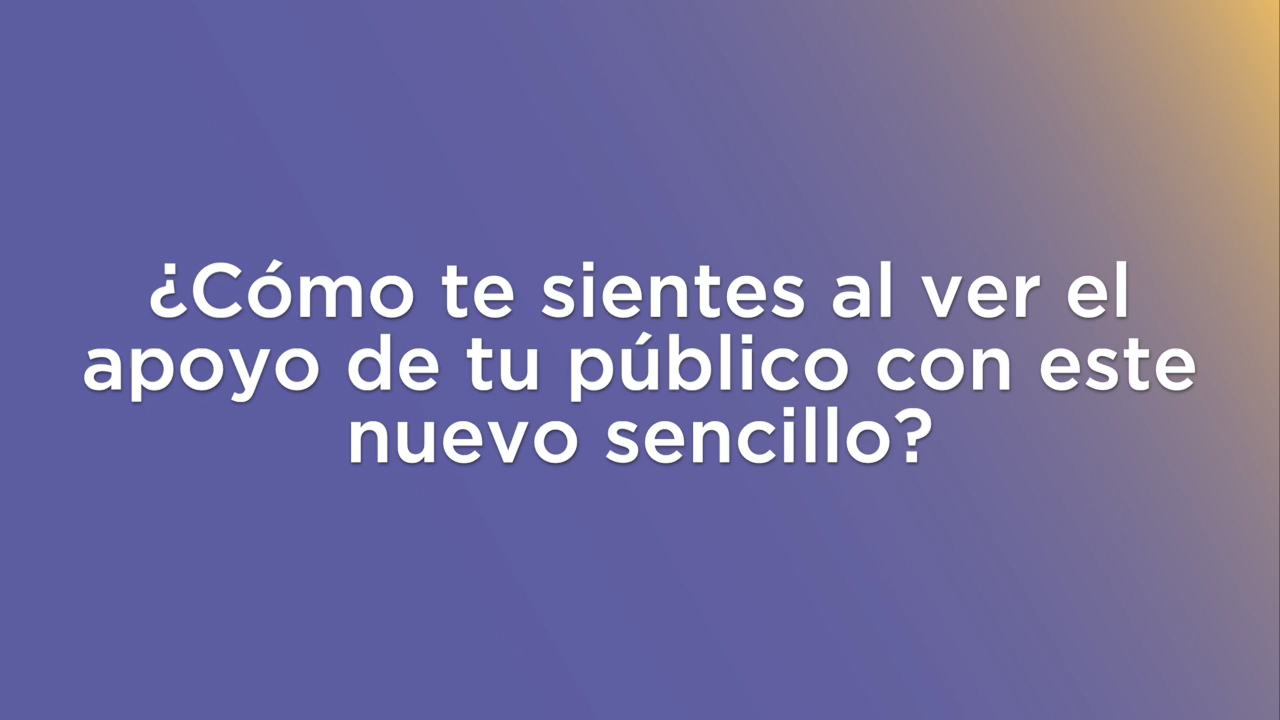 ¿Cómo te sientes al ver el
apoyo de tu público con este
nuevo sencillo?